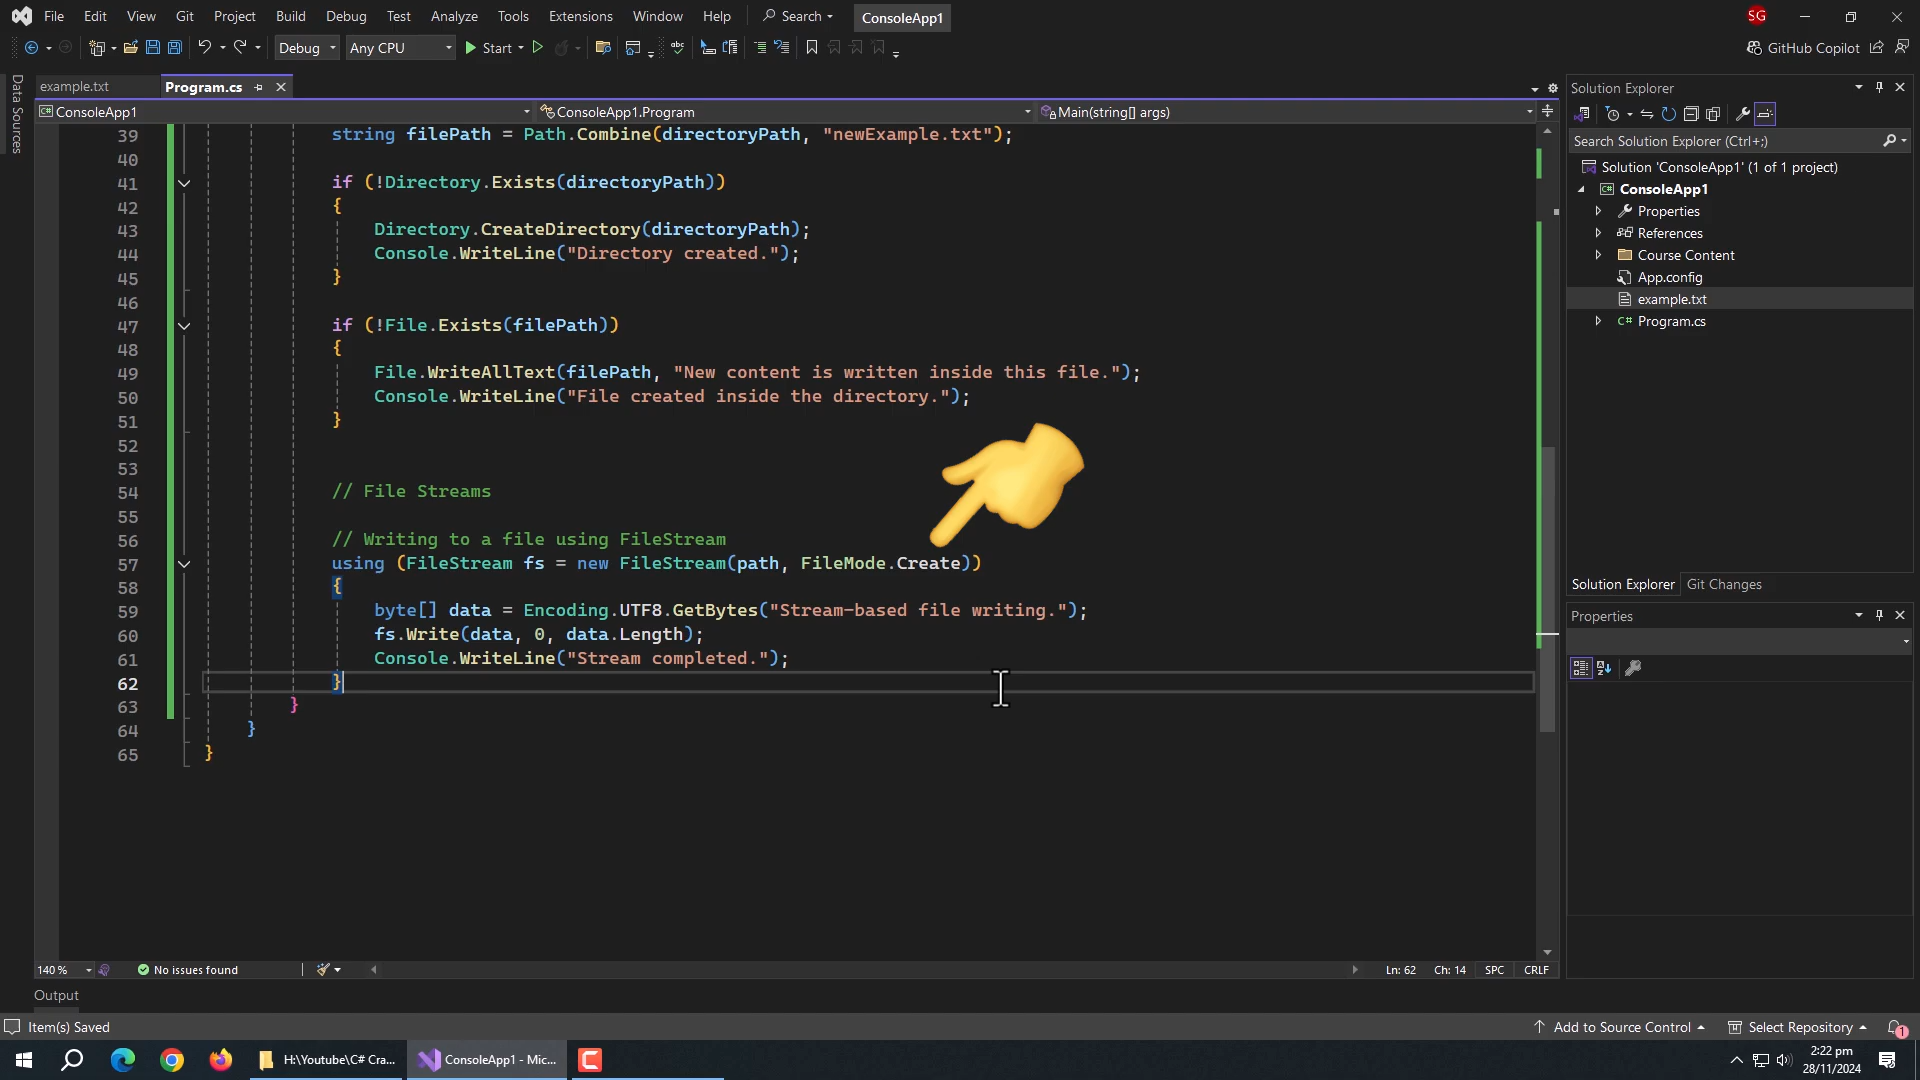 File Edit View Git Project Build Debug Test Analyze Tools Extensions Window Help Search ConsoleApp1 SG
Debug Any CPU Start GitHub Copilot
Data Sources
example.txt Program.cs
ConsoleApp1 ConsoleApp1.Program Main(string[] args)
39 string filePath = Path.Combine(directoryPath, "newExample.txt");
40
41 if (!Directory.Exists(directoryPath))
42 {
43 Directory.CreateDirectory(directoryPath);
44 Console.WriteLine("Directory created.");
45 }
46
47 if (!File.Exists(filePath))
48 {
49 File.WriteAllText(filePath, "New content is written inside this file.");
50 Console.WriteLine("File created inside the directory.");
51 }
52
53
54 // File Streams
55
56 // Writing to a file using FileStream
57 using (FileStream fs = new FileStream(path, FileMode.Create))
58 {
59 byte[] data = Encoding.UTF8.GetBytes("Stream-based file writing.");
60 fs.Write(data, 0, data.Length);
61 Console.WriteLine("Stream completed.");
62 }
63 }
64 }
65 }
140 % No issues found Ln: 62 Ch: 14 SPC CRLF
Output
Solution Explorer
Search Solution Explorer (Ctrl+;)
Solution 'ConsoleApp1' (1 of 1 project)
C# ConsoleApp1
Properties
References
Course Content
App.config
example.txt
C# Program.cs
Solution Explorer Git Changes
Properties
Item(s) Saved Add to Source Control Select Repository 1
H:\Youtube\C# Cra... ConsoleApp1 - Mic... 2:22 pm
28/11/2024